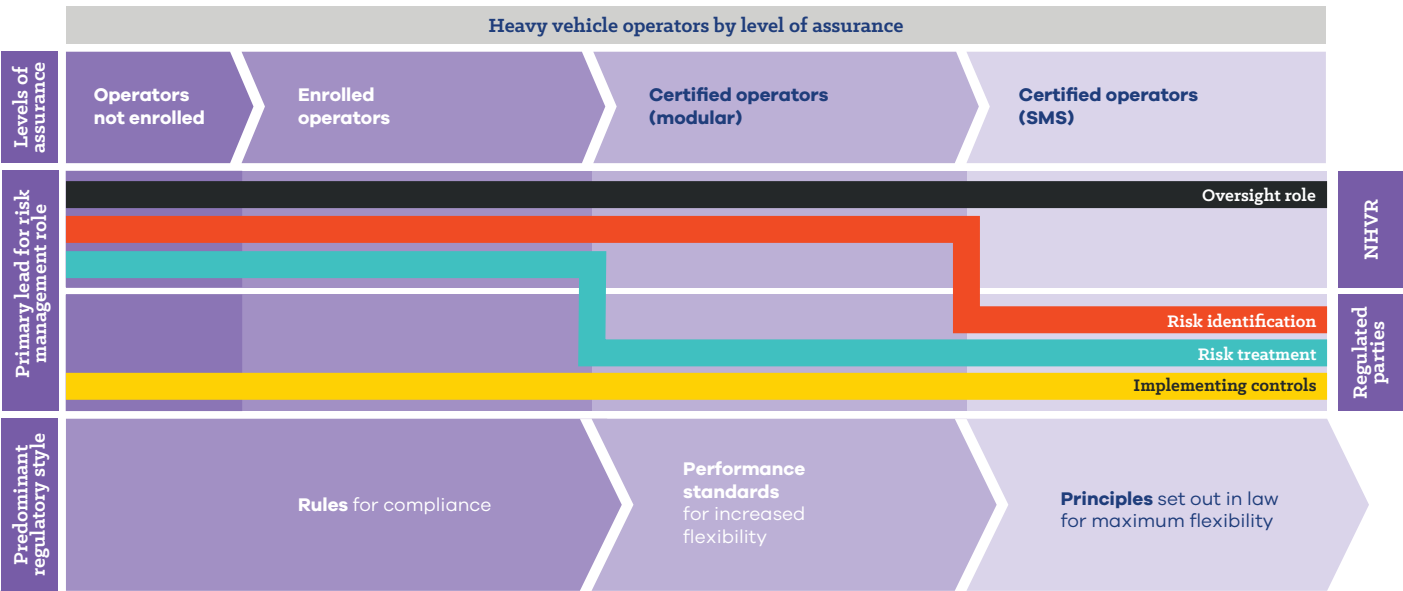 Heavy vehicle operators by level of assurance
Levels of
assurance
Operators
not enrolled
Enrolled
operators
Certified operators
(modular)
Certified operators
(SMS)
Primary lead for risk
management role
Oversight role
NHVR
Risk identification
Risk treatment
Implementing controls
Regulated
parties
Predominant
regulatory style
Rules for compliance
Performance
standards
for increased
flexibility
Principles set out in law
for maximum flexibility